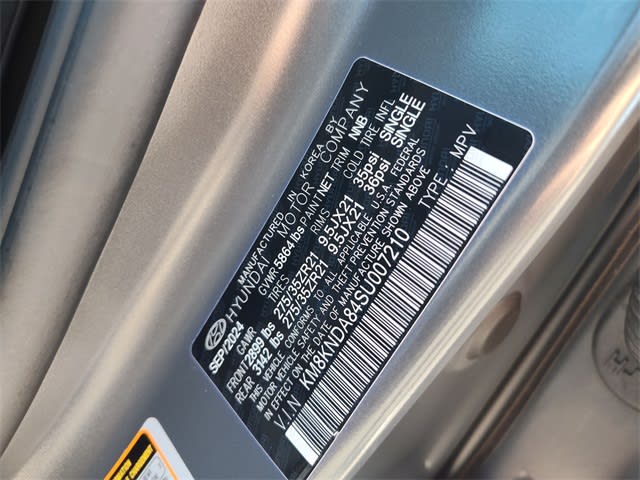 MANUFACTURED IN KOREA BY
HYUNDAI MOTOR COMPANY
SEP/2024 GVWR 5864 lbs PAINT NET TRIM NNB
GAWR TIRES RIMS COLD TIRE INFL
FRONT 2899 lbs 275/35ZR21 9.5JX21 35psi SINGLE
REAR 3142 lbs 275/35ZR21 9.5JX21 36psi SINGLE
THIS VEHICLE CONFORMS TO ALL APPLICABLE U.S.A. FEDERAL
MOTOR VEHICLE SAFETY AND THEFT PREVENTION STANDARDS
IN EFFECT ON THE DATE OF MANUFACTURE SHOWN ABOVE
V.I.N KM8KNDA84SU007210 TYPE : MPV